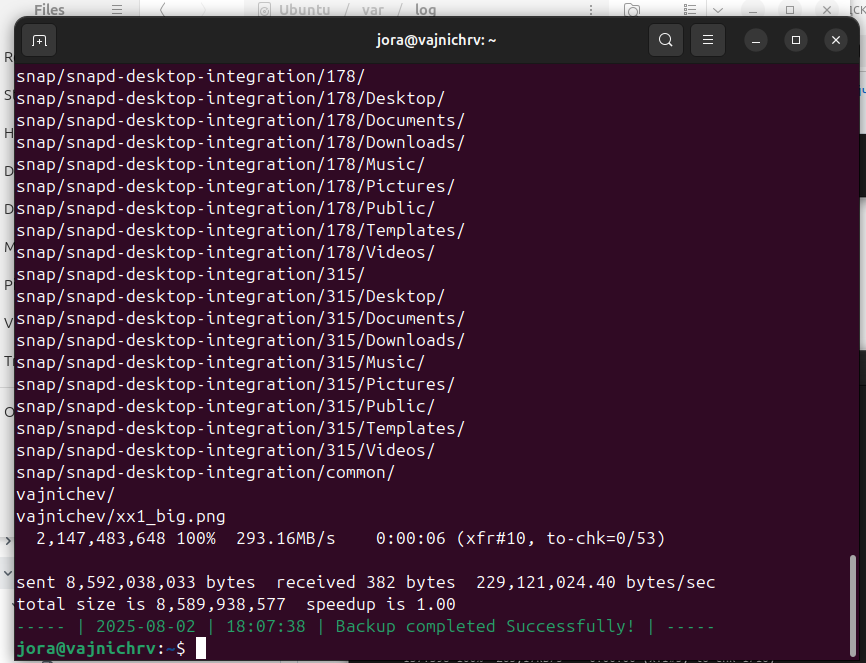 Files
Ubuntu / var / log
jora@vajnichrv: ~
snap/snapd-desktop-integration/178/
snap/snapd-desktop-integration/178/Desktop/
snap/snapd-desktop-integration/178/Documents/
snap/snapd-desktop-integration/178/Downloads/
snap/snapd-desktop-integration/178/Music/
snap/snapd-desktop-integration/178/Pictures/
snap/snapd-desktop-integration/178/Public/
snap/snapd-desktop-integration/178/Templates/
snap/snapd-desktop-integration/178/Videos/
snap/snapd-desktop-integration/315/
snap/snapd-desktop-integration/315/Desktop/
snap/snapd-desktop-integration/315/Documents/
snap/snapd-desktop-integration/315/Downloads/
snap/snapd-desktop-integration/315/Music/
snap/snapd-desktop-integration/315/Pictures/
snap/snapd-desktop-integration/315/Public/
snap/snapd-desktop-integration/315/Templates/
snap/snapd-desktop-integration/315/Videos/
snap/snapd-desktop-integration/common/
vajnichev/
vajnichev/xx1_big.png
2,147,483,648 100%  293.16MB/s    0:00:06 (xfr#10, to-chk=0/53)
sent 8,592,038,033 bytes  received 382 bytes  229,121,024.40 bytes/sec
total size is 8,589,938,577  speedup is 1.00
----- | 2025-08-02 | 18:07:38 | Backup completed Successfully! | -----
jora@vajnichrv:~$